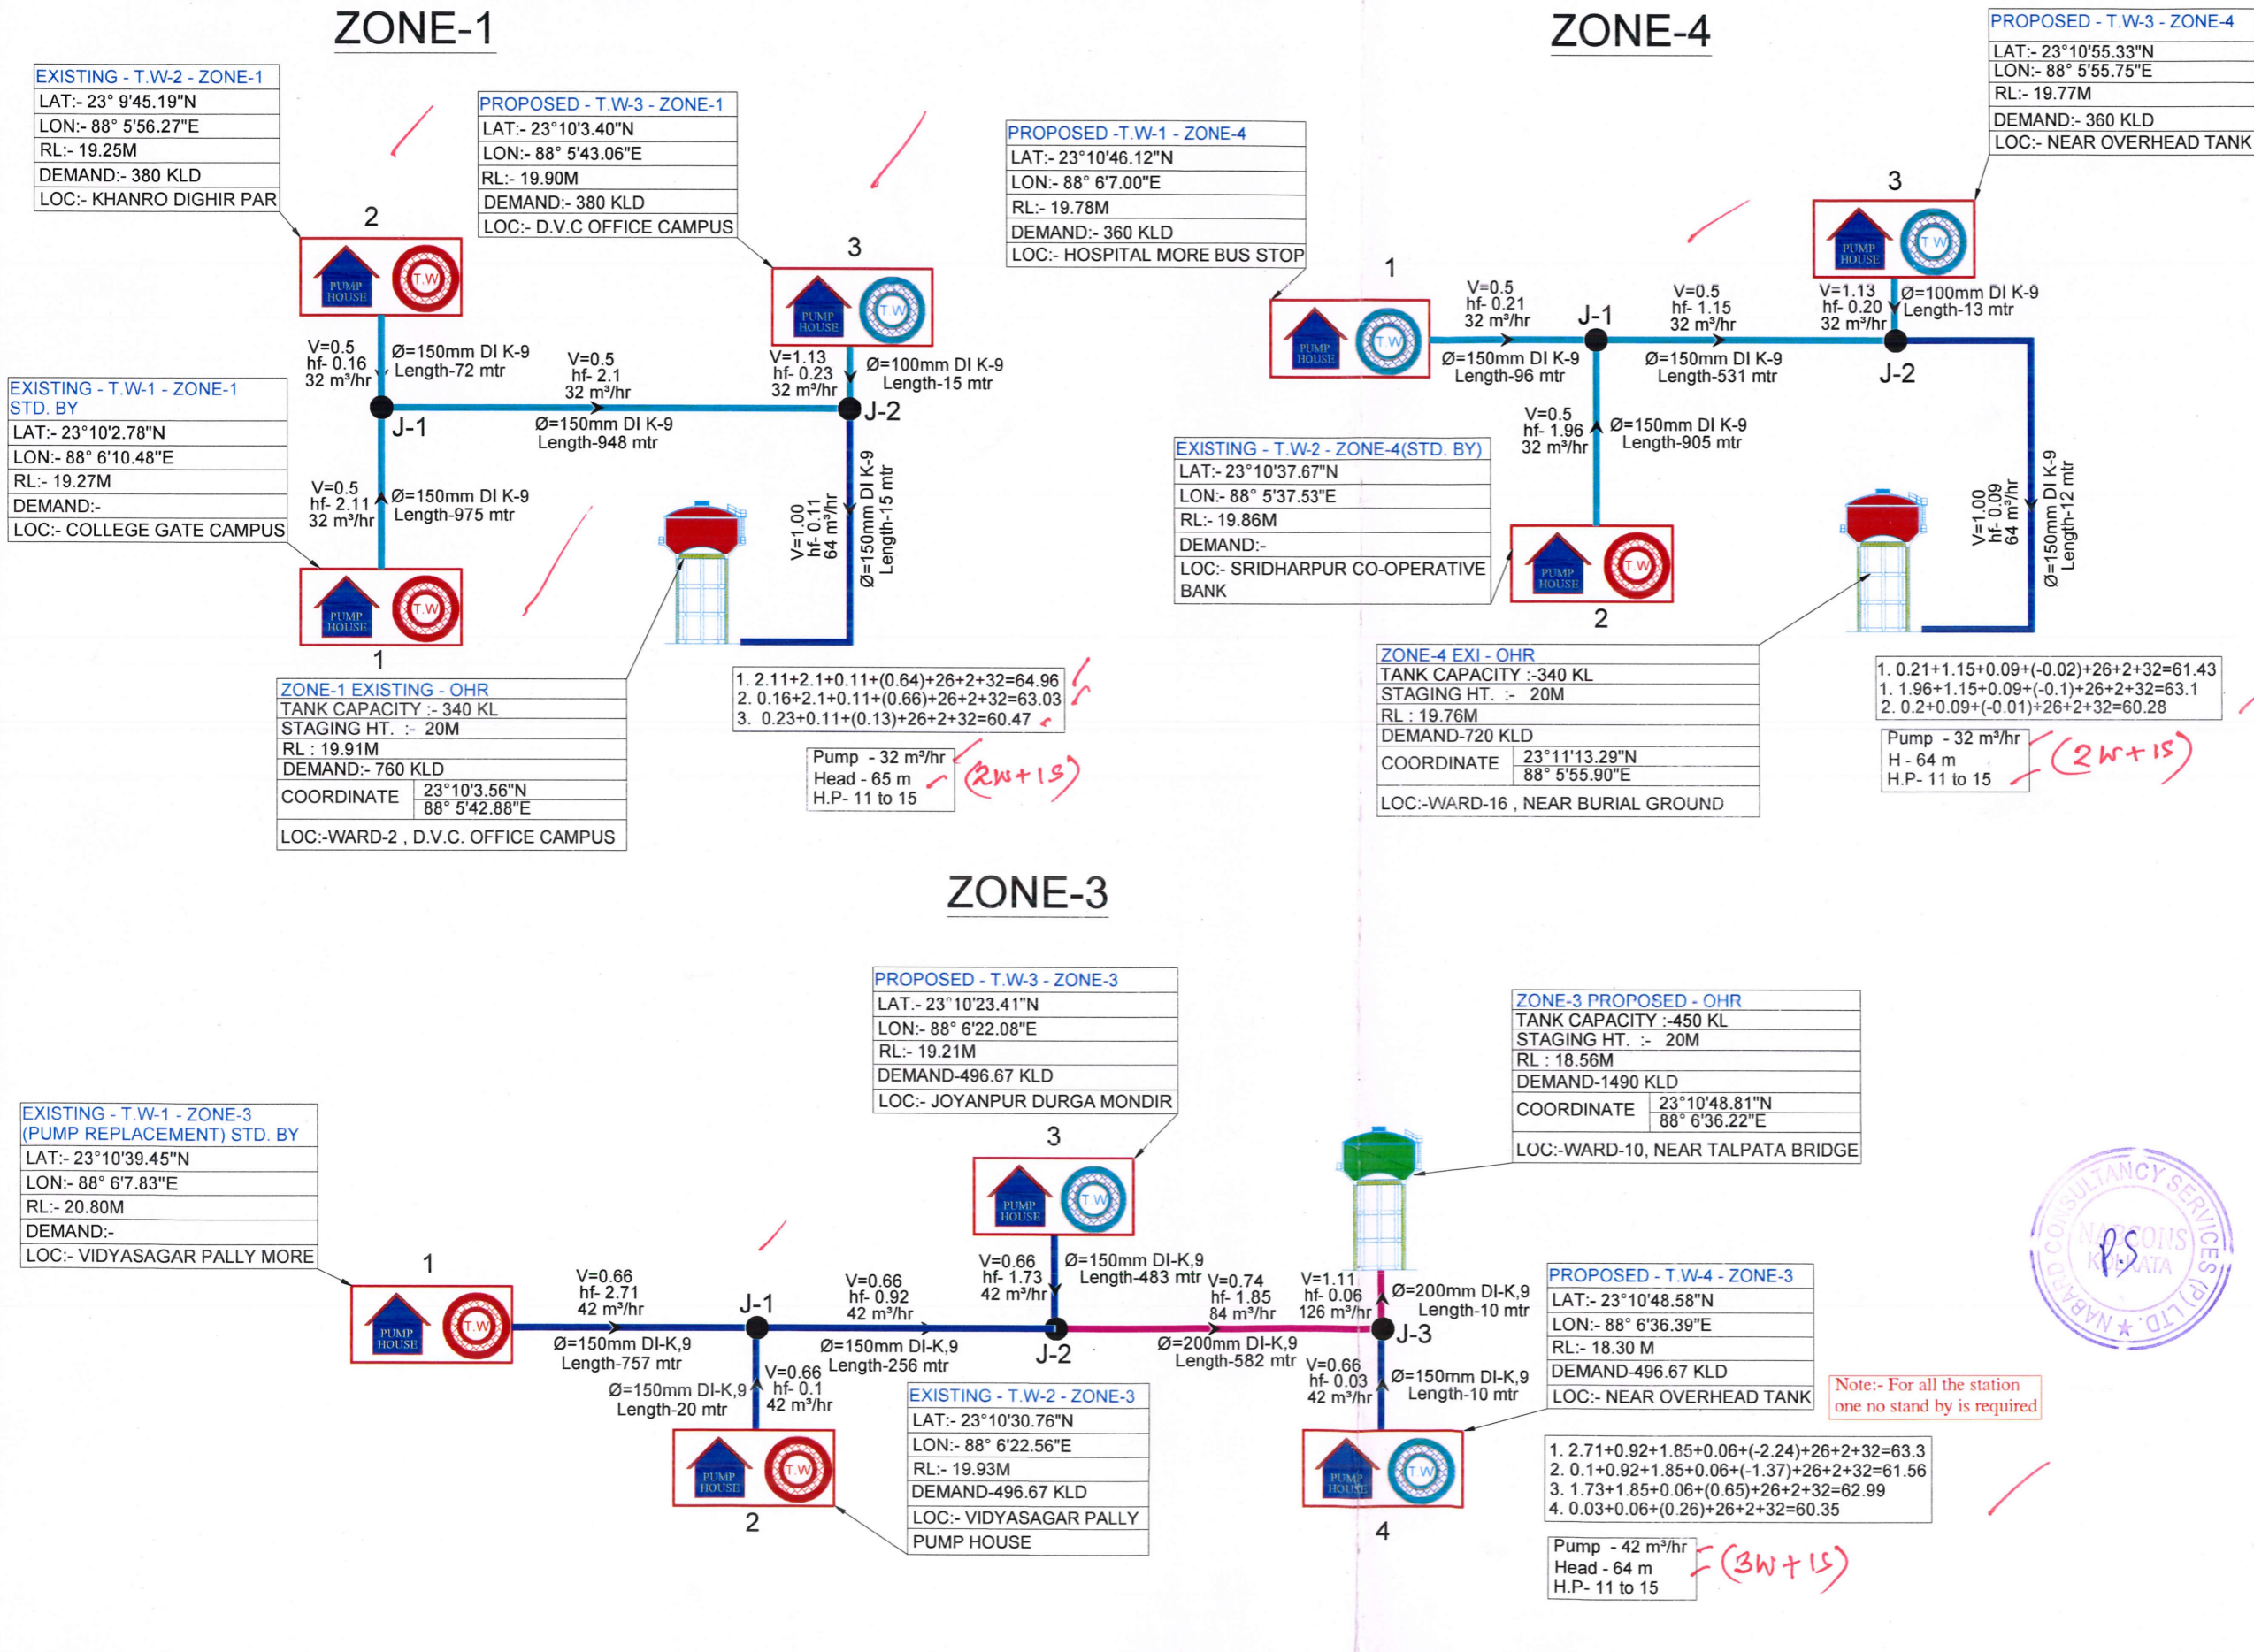 ZONE-1
EXISTING - T.W-2 - ZONE-1
LAT:- 23° 9'45.19"N
LON:- 88° 5'56.27"E
RL:- 19.25M
DEMAND:- 380 KLD
LOC:- KHANRO DIGHIR PAR
PROPOSED - T.W-3 - ZONE-1
LAT:- 23°10'3.40"N
LON:- 88° 5'43.06"E
RL:- 19.90M
DEMAND:- 380 KLD
LOC:- D.V.C OFFICE CAMPUS
2
PUMP
HOUSE
T.W
3
PUMP
HOUSE
T.W
V=0.5
hf- 0.16
32 m³/hr
Ø=150mm DI K-9
Length-72 mtr
V=0.5
hf- 2.1
32 m³/hr
Ø=150mm DI K-9
Length-948 mtr
V=1.13
hf- 0.23
32 m³/hr
Ø=100mm DI K-9
Length-15 mtr
J-1
J-2
EXISTING - T.W-1 - ZONE-1
STD. BY
LAT:- 23°10'2.78"N
LON:- 88° 6'10.48"E
RL:- 19.27M
DEMAND:-
LOC:- COLLEGE GATE CAMPUS
V=0.5
hf- 2.11
32 m³/hr
Ø=150mm DI K-9
Length-975 mtr
V=1.00
hf- 0.11
64 m³/hr
Ø=150mm DI K-9
Length-15 mtr
PUMP
HOUSE
T.W
1
ZONE-1 EXISTING - OHR
TANK CAPACITY :- 340 KL
STAGING HT. :- 20M
RL : 19.91M
DEMAND:- 760 KLD
COORDINATE
23°10'3.56"N
88° 5'42.88"E
LOC:-WARD-2 , D.V.C. OFFICE CAMPUS
1. 2.11+2.1+0.11+(0.64)+26+2+32=64.96
2. 0.16+2.1+0.11+(0.66)+26+2+32=63.03
3. 0.23+0.11+(0.13)+26+2+32=60.47
Pump - 32 m³/hr
Head - 65 m
H.P- 11 to 15
(2W+1S)
ZONE-4
PROPOSED - T.W-3 - ZONE-4
LAT:- 23°10'55.33"N
LON:- 88° 5'55.75"E
RL:- 19.77M
DEMAND:- 360 KLD
LOC:- NEAR OVERHEAD TANK
PROPOSED -T.W-1 - ZONE-4
LAT:- 23°10'46.12"N
LON:- 88° 6'7.00"E
RL:- 19.78M
DEMAND:- 360 KLD
LOC:- HOSPITAL MORE BUS STOP
1
PUMP
HOUSE
T.W
3
PUMP
HOUSE
T.W
V=0.5
hf- 0.21
32 m³/hr
Ø=150mm DI K-9
Length-96 mtr
J-1
V=0.5
hf- 1.15
32 m³/hr
Ø=150mm DI K-9
Length-531 mtr
V=1.13
hf- 0.20
32 m³/hr
Ø=100mm DI K-9
Length-13 mtr
J-2
V=0.5
hf- 1.96
32 m³/hr
Ø=150mm DI K-9
Length-905 mtr
EXISTING - T.W-2 - ZONE-4(STD. BY)
LAT:- 23°10'37.67"N
LON:- 88° 5'37.53"E
RL:- 19.86M
DEMAND:-
LOC:- SRIDHARPUR CO-OPERATIVE
BANK
PUMP
HOUSE
T.W
2
V=1.00
hf- 0.09
64 m³/hr
Ø=150mm DI K-9
Length-12 mtr
ZONE-4 EXI - OHR
TANK CAPACITY :-340 KL
STAGING HT. :- 20M
RL : 19.76M
DEMAND-720 KLD
COORDINATE
23°11'13.29"N
88° 5'55.90"E
LOC:-WARD-16 , NEAR BURIAL GROUND
1. 0.21+1.15+0.09+(-0.02)+26+2+32=61.43
1. 1.96+1.15+0.09+(-0.1)+26+2+32=63.1
2. 0.2+0.09+(-0.01)+26+2+32=60.28
Pump - 32 m³/hr
H - 64 m
H.P- 11 to 15
(2W+1S)
ZONE-3
PROPOSED - T.W-3 - ZONE-3
LAT.- 23°10'23.41"N
LON:- 88° 6'22.08"E
RL:- 19.21M
DEMAND-496.67 KLD
LOC:- JOYANPUR DURGA MONDIR
ZONE-3 PROPOSED - OHR
TANK CAPACITY :-450 KL
STAGING HT. :- 20M
RL : 18.56M
DEMAND-1490 KLD
COORDINATE
23°10'48.81"N
88° 6'36.22"E
LOC:-WARD-10, NEAR TALPATA BRIDGE
EXISTING - T.W-1 - ZONE-3
(PUMP REPLACEMENT) STD. BY
LAT:- 23°10'39.45"N
LON:- 88° 6'7.83"E
RL:- 20.80M
DEMAND:-
LOC:- VIDYASAGAR PALLY MORE
3
PUMP
HOUSE
T.W
1
PUMP
HOUSE
T.W
V=0.66
hf- 2.71
42 m³/hr
Ø=150mm DI-K,9
Length-757 mtr
J-1
V=0.66
hf- 0.92
42 m³/hr
Ø=150mm DI-K,9
Length-256 mtr
V=0.66
hf- 1.73
42 m³/hr
Ø=150mm DI-K,9
Length-483 mtr
J-2
V=0.74
hf- 1.85
84 m³/hr
Ø=200mm DI-K,9
Length-582 mtr
V=1.11
hf- 0.06
126 m³/hr
Ø=200mm DI-K,9
Length-10 mtr
J-3
V=0.66
hf- 0.03
42 m³/hr
Ø=150mm DI-K,9
Length-10 mtr
Ø=150mm DI-K,9
Length-20 mtr
V=0.66
hf- 0.1
42 m³/hr
PUMP
HOUSE
T.W
2
EXISTING - T.W-2 - ZONE-3
LAT:- 23°10'30.76"N
LON:- 88° 6'22.56"E
RL:- 19.93M
DEMAND-496.67 KLD
LOC:- VIDYASAGAR PALLY
PUMP HOUSE
PUMP
HOUSE
T.W
4
PROPOSED - T.W-4 - ZONE-3
LAT:- 23°10'48.58"N
LON:- 88° 6'36.39"E
RL:- 18.30 M
DEMAND-496.67 KLD
LOC:- NEAR OVERHEAD TANK
NABARD CONSULTANCY SERVICES (P) LTD. ★
NABCONS
KOLKATA
P.S
Note:- For all the station
one no stand by is required
1. 2.71+0.92+1.85+0.06+(-2.24)+26+2+32=63.3
2. 0.1+0.92+1.85+0.06+(-1.37)+26+2+32=61.56
3. 1.73+1.85+0.06+(0.65)+26+2+32=62.99
4. 0.03+0.06+(0.26)+26+2+32=60.35
Pump - 42 m³/hr
Head - 64 m
H.P- 11 to 15
(3W+1S)